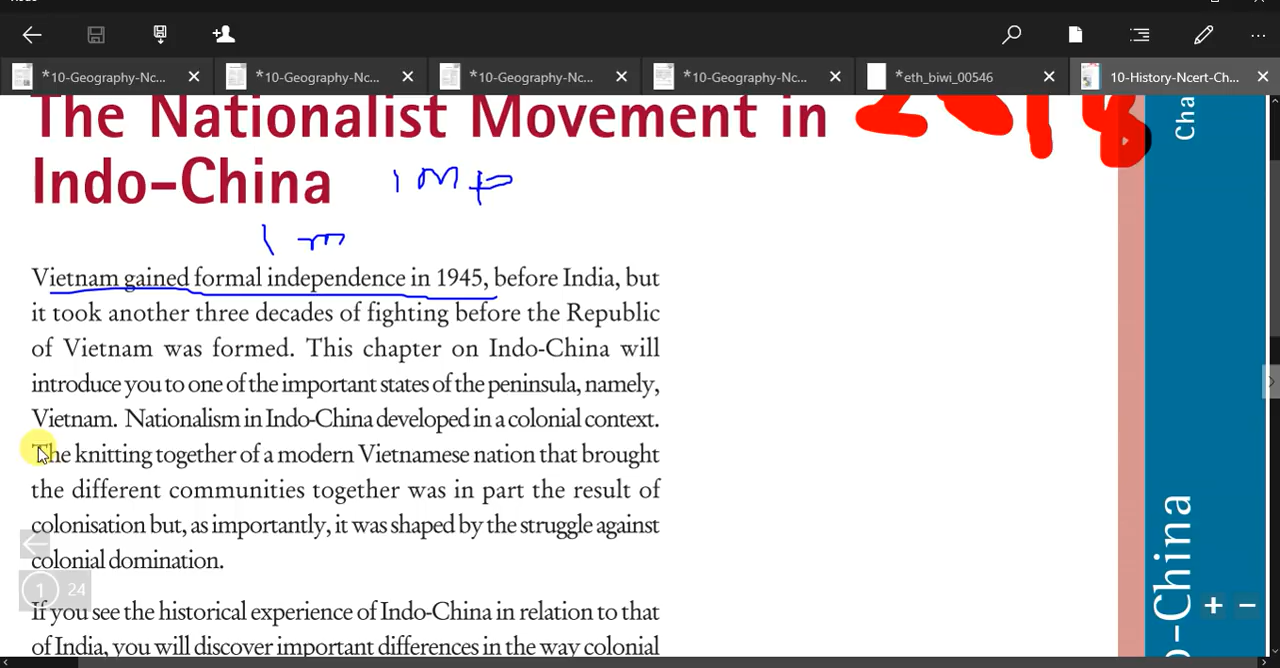 *10-Geography-Nc...
*10-Geography-Nc...
*10-Geography-Nc...
*10-Geography-Nc...
*eth_biwi_00546
10-History-Ncert-Ch...
The Nationalist Movement in
Indo-China
Imp
1 m
Vietnam gained formal independence in 1945, before India, but
it took another three decades of fighting before the Republic
of Vietnam was formed. This chapter on Indo-China will
introduce you to one of the important states of the peninsula, namely,
Vietnam. Nationalism in Indo-China developed in a colonial context.
The knitting together of a modern Vietnamese nation that brought
the different communities together was in part the result of
colonisation but, as importantly, it was shaped by the struggle against
colonial domination.
If you see the historical experience of Indo-China in relation to that
of India, you will discover important differences in the way colonial
1 24
Cha
o-China